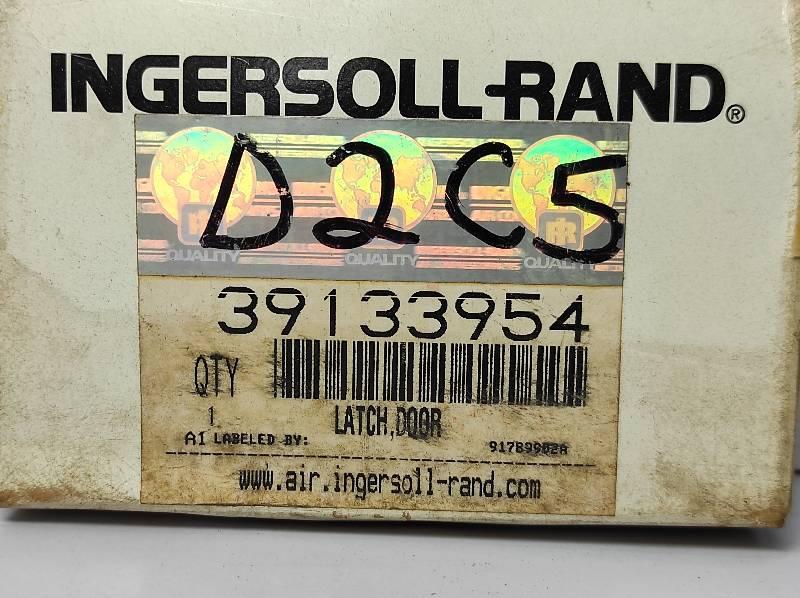 INGERSOLL-RAND®
D2C5
QUALITY QUALITY QUALITY
39133954
QTY
1 LATCH,DOOR
AI LABELED BY:
www.air.ingersoll-rand.com